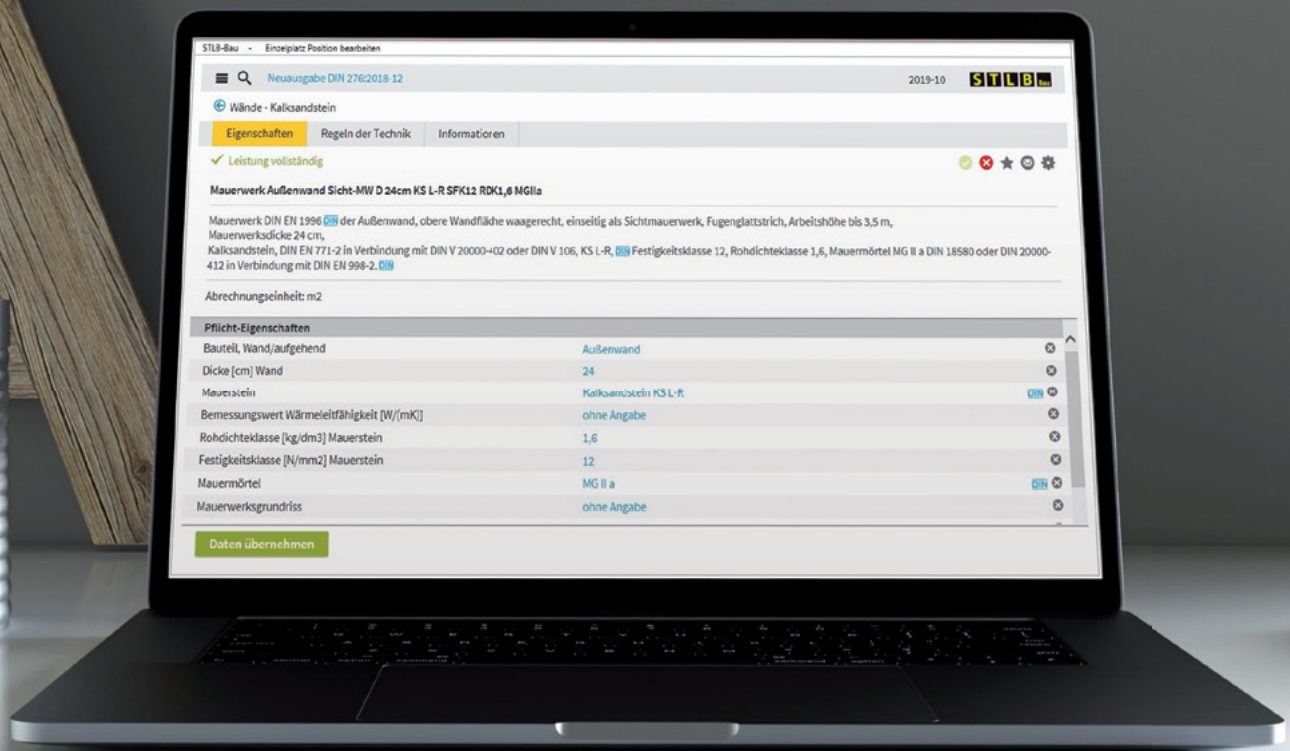 STLB-Bau - Einzelplatz Position bearbeiten
Neuausgabe DIN 276:2018-12
2019-10 STLB Bau
Wände - Kalksandstein
Eigenschaften Regeln der Technik Informatioren
Leistung vollständig
Mauerwerk Außenwand Sicht-MW D 24cm KS L-R SFK12 RDK1,6 MGIIa
Mauerwerk DIN EN 1996 DIN der Außenwand, obere Wandfläche waagerecht, einseitig als Sichtmauerwerk, Fugenglattstrich, Arbeitshöhe bis 3,5 m,
Mauerwerksdicke 24 cm,
Kalksandstein, DIN EN 771-2 in Verbindung mit DIN V 20000-402 oder DIN V 106, KS L-R, DIN Festigkeitsklasse 12, Rohdichteklasse 1,6, Mauermörtel MG II a DIN 18580 oder DIN 20000-
412 in Verbindung mit DIN EN 998-2. DIN
Abrechnungseinheit: m2
Pflicht-Eigenschaften
Bauteil, Wand/aufgehend Außenwand
Dicke [cm] Wand 24
Mauerstein Kalksandstein KS L-R DIN
Bemessungswert Wärmeleitfähigkeit [W/(mK)] ohne Angabe
Rohdichteklasse [kg/dm3] Mauerstein 1,6
Festigkeitsklasse [N/mm2] Mauerstein 12
Mauermörtel MG II a DIN
Mauerwerksgrundriss ohne Angabe
Daten übernehmen